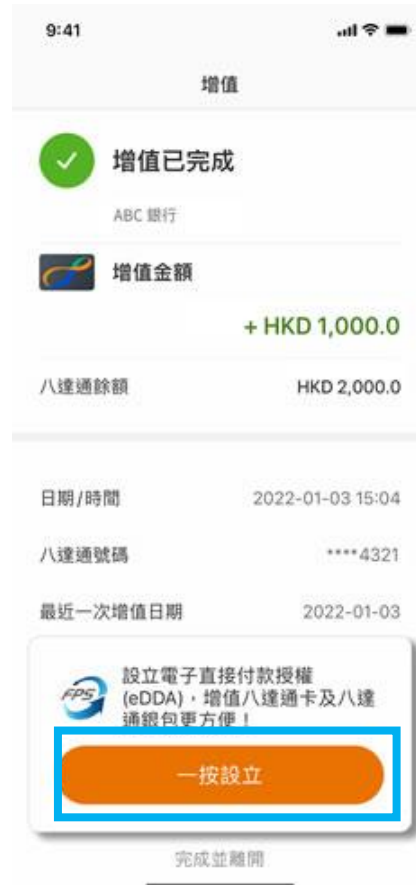 9:41
增值
增值已完成
ABC 銀行
增值金額
+ HKD 1,000.0
八達通餘額 HKD 2,000.0
日期/時間 2022-01-03 15:04
八達通號碼 ****4321
最近一次增值日期 2022-01-03
FPS
設立電子直接付款授權
(eDDA)，增值八達通卡及八達
通銀包更方便！
一按設立
完成並離開